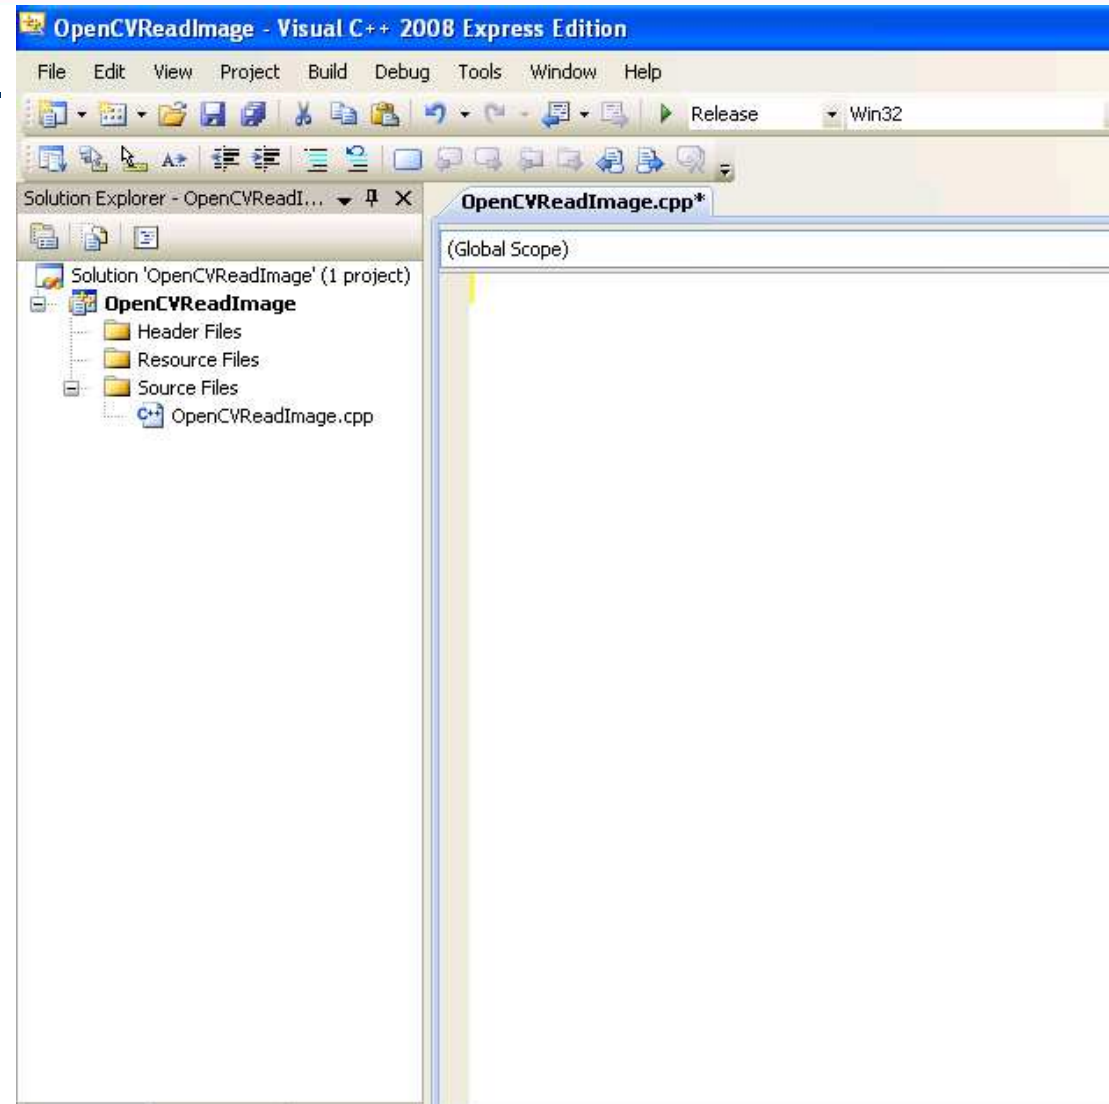 OpenCVReadImage - Visual C++ 2008 Express Edition
File Edit View Project Build Debug Tools Window Help
Release Win32
Solution Explorer - OpenCVReadI...
OpenCVReadImage.cpp*
(Global Scope)
Solution 'OpenCVReadImage' (1 project)
OpenCVReadImage
Header Files
Resource Files
Source Files
OpenCVReadImage.cpp